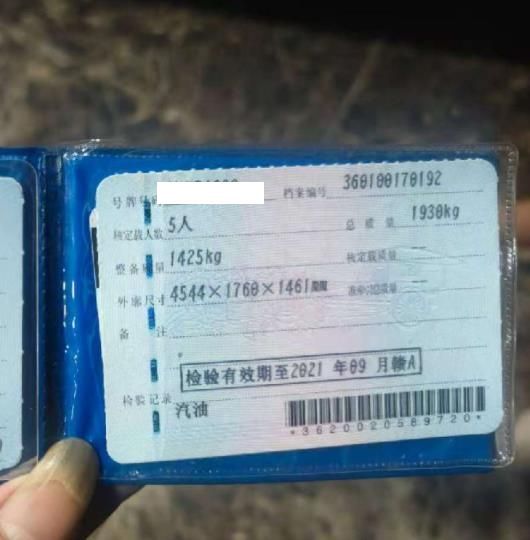 号牌号码 档案编号 360100170192
核定载人数 5人 总质量 1930kg
整备质量 1425kg 核定载质量 --
外廓尺寸 4544×1760×1461mm 准牵引总质量 --
备注
检验有效期至2021 年09 月赣A
检验记录 汽油
*3620020589720*